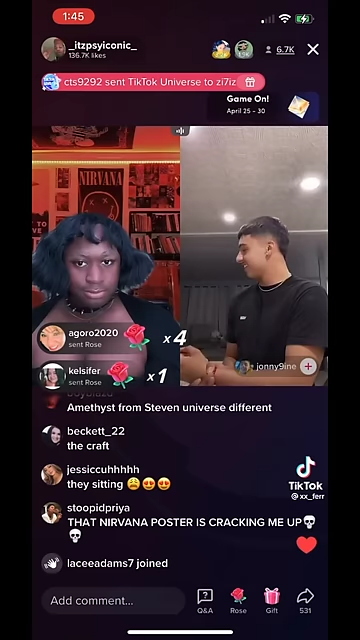 1:45
_itzpsyiconic_
136.7K likes
6.7K
cts9292 sent TikTok Universe to zi7iz
Game On!
April 25 - 30
NIRVANA
agoro2020
sent Rose
x 4
kelsifer
sent Rose
x 1
jonny9ine
Amethyst from Steven universe different
beckett_22
the craft
jessiccuhhhhh
they sitting 😩😍😍
stoopidpriya
THAT NIRVANA POSTER IS CRACKING ME UP💀
💀
laceeadams7 joined
TikTok
@ xx_ferr
Add comment...
Q&A
Rose
Gift
531